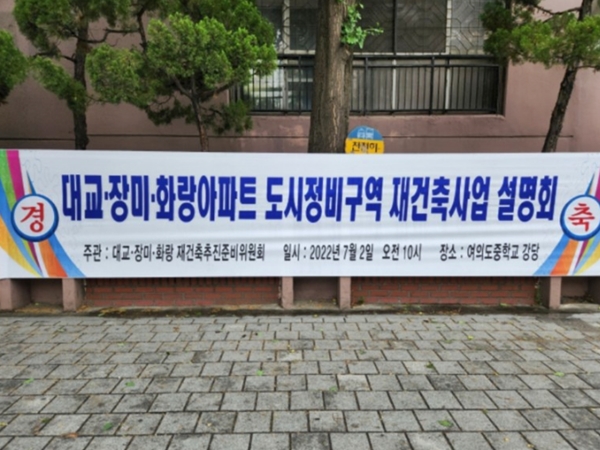 천천히
경 대교·장미·화랑아파트 도시정비구역 재건축사업 설명회 축
주관 : 대교·장미·화랑 재건축추진준비위원회 일시 : 2022년 7월 2일 오전 10시 장소 : 여의도중학교 강당